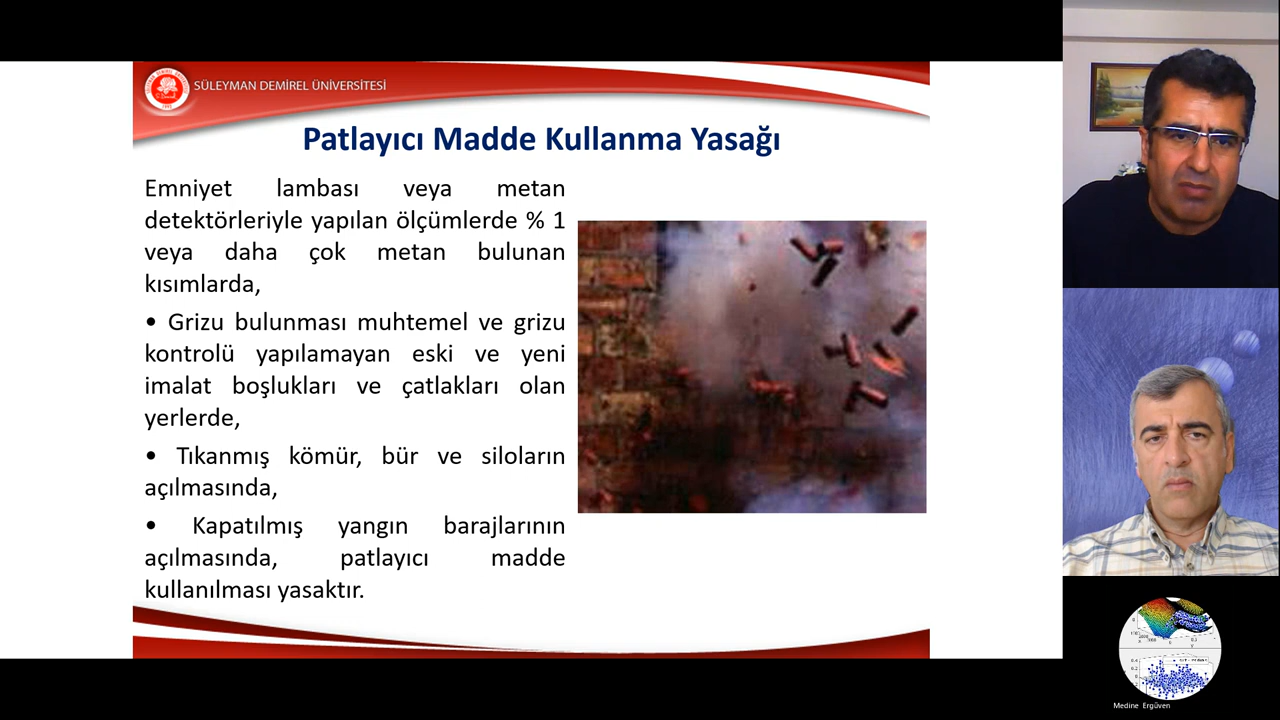 SÜLEYMAN DEMİREL ÜNİVERSİTESİ
Patlayıcı Madde Kullanma Yasağı
Emniyet lambası veya metan
detektörleriyle yapılan ölçümlerde % 1
veya daha çok metan bulunan
kısımlarda,
• Grizu bulunması muhtemel ve grizu
kontrolü yapılamayan eski ve yeni
imalat boşlukları ve çatlakları olan
yerlerde,
• Tıkanmış kömür, bür ve siloların
açılmasında,
• Kapatılmış yangın barajlarının
açılmasında, patlayıcı madde
kullanılması yasaktır.
Medine Ergüven